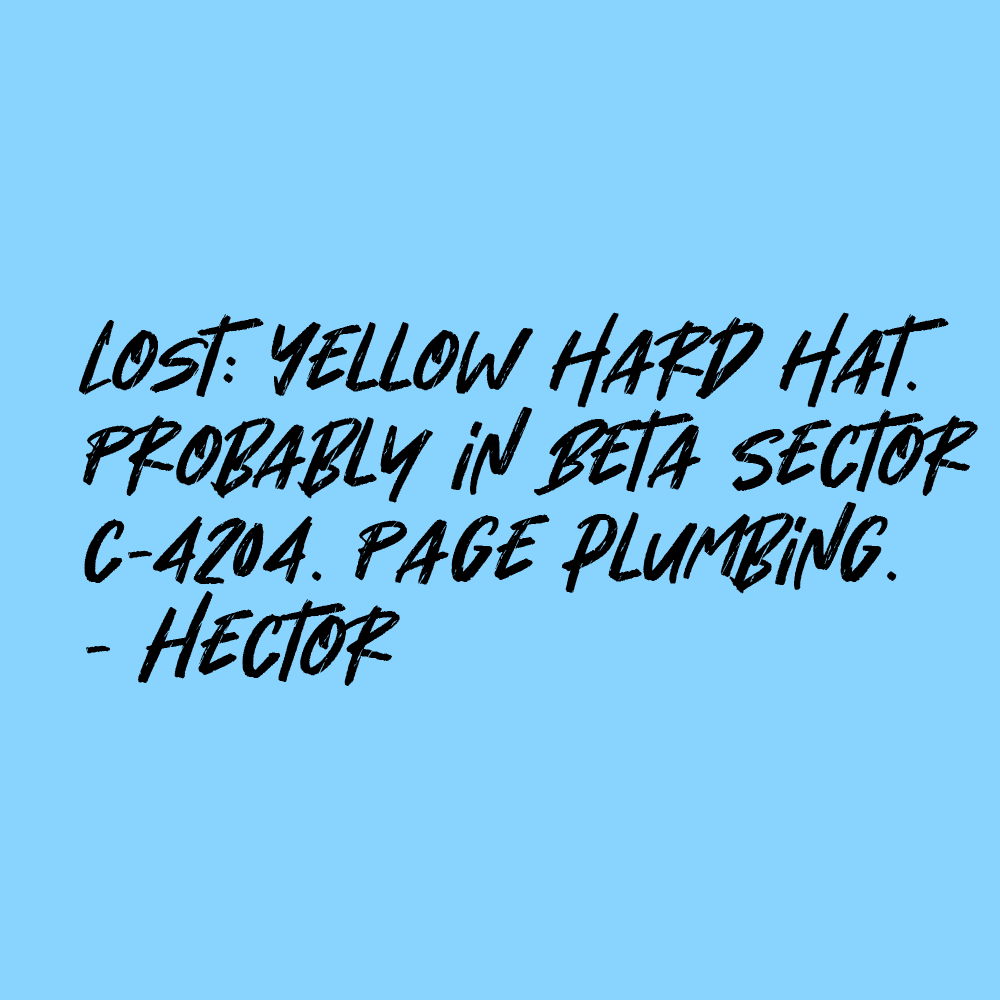 LOST: YELLOW HARD HAT.
PROBABLY IN BETA SECTOR
C-4204. PAGE PLUMBING.
- HECTOR